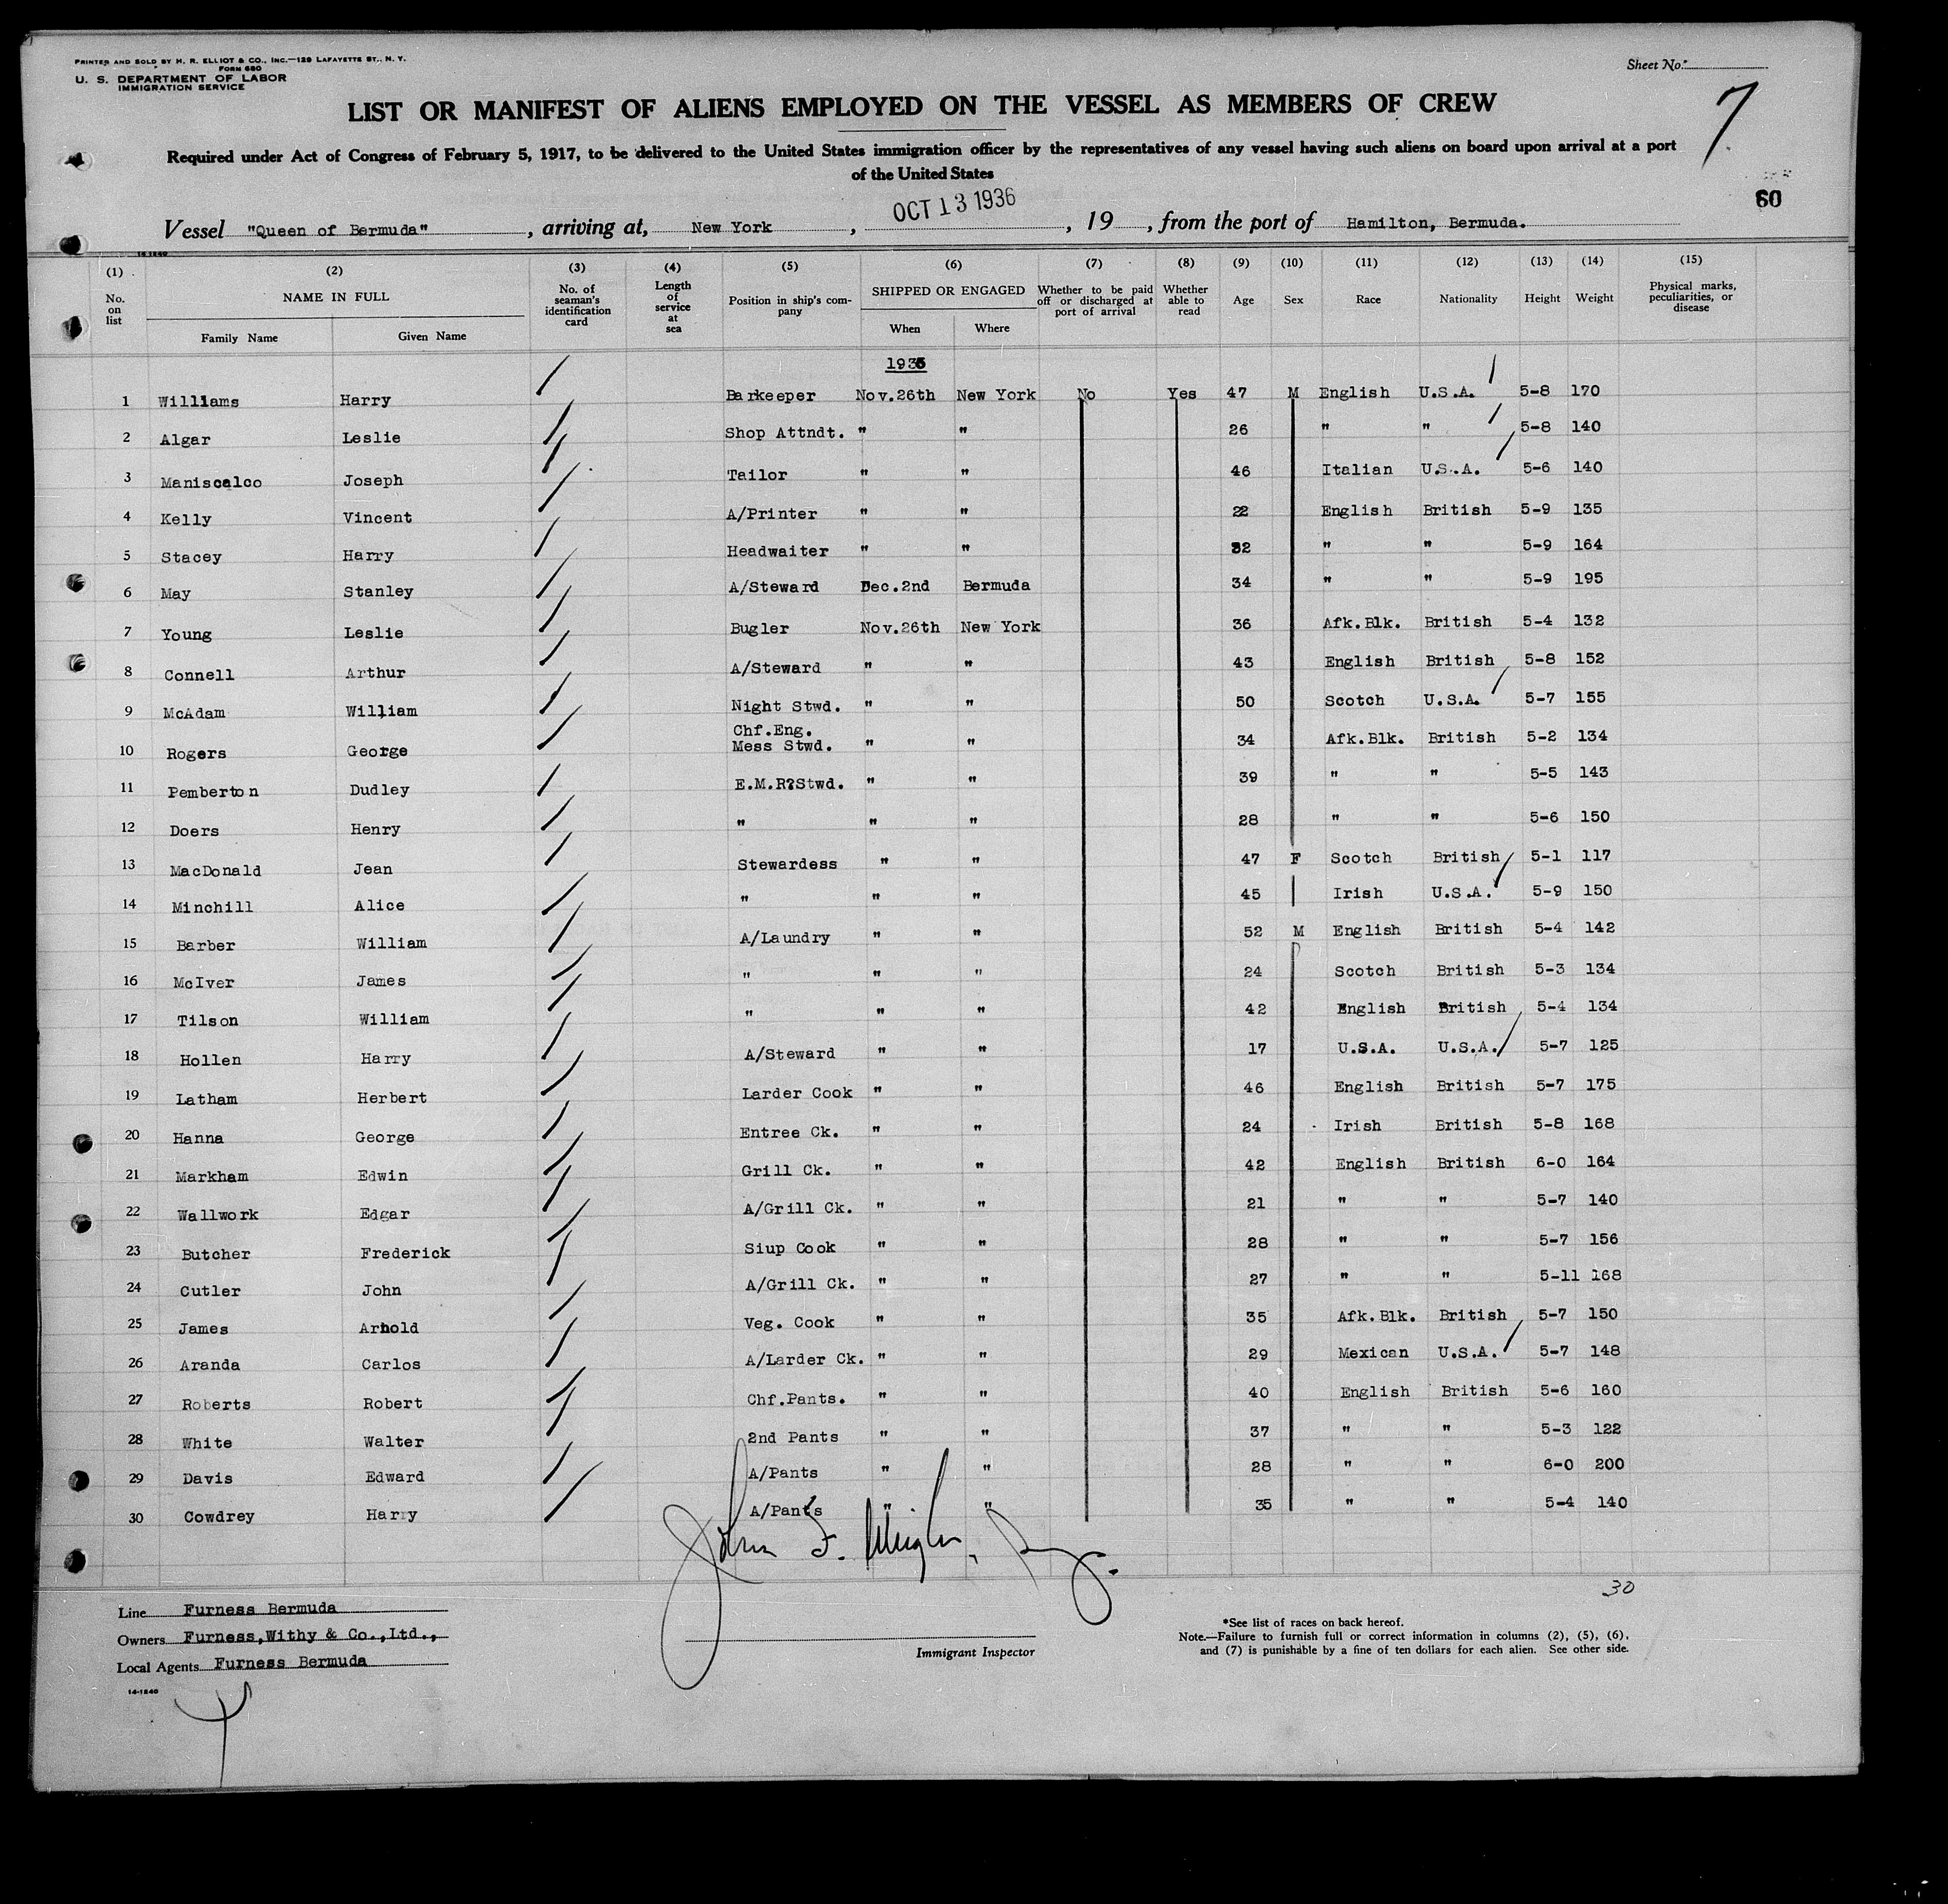 PRINTED AND SOLD BY H. R. ELLIOT & CO., INC.—129 LAFAYETTE ST., N. Y.
FORM 680
U. S. DEPARTMENT OF LABOR
IMMIGRATION SERVICE
Sheet No.
7
LIST OR MANIFEST OF ALIENS EMPLOYED ON THE VESSEL AS MEMBERS OF CREW
Required under Act of Congress of February 5, 1917, to be delivered to the United States immigration officer by the representatives of any vessel having such aliens on board upon arrival at a port
of the United States
60
Vessel "Queen of Bermuda", arriving at, New York, OCT 13 1936, 19 , from the port of Hamilton, Bermuda.
14-1240
(1) (2) (3) (4) (5) (6) (7) (8) (9) (10) (11) (12) (13) (14) (15)
No. on list NAME IN FULL Family Name Given Name No. of seaman's identification card Length of service at sea Position in ship's company SHIPPED OR ENGAGED When Where Whether to be paid off or discharged at port of arrival Whether able to read Age Sex Race Nationality Height Weight Physical marks, peculiarities, or disease
1 Williams Harry Barkeeper Nov.26th New York No Yes 47 M English U.S.A. 5-8 170
2 Algar Leslie Shop Attndt. " " 26 " " 5-8 140
3 Maniscalco Joseph Tailor " " 46 Italian U.S.A. 5-6 140
4 Kelly Vincent A/Printer " " 22 English British 5-9 135
5 Stacey Harry Headwaiter " " 32 " " 5-9 164
6 May Stanley A/Steward Dec.2nd Bermuda 34 " " 5-9 195
7 Young Leslie Bugler Nov.26th New York 36 Afk.Blk. British 5-4 132
8 Connell Arthur A/Steward " " 43 English British 5-8 152
9 McAdam William Night Stwd. " " 50 Scotch U.S.A. 5-7 155
10 Rogers George Chf.Eng. Mess Stwd. " " 34 Afk.Blk. British 5-2 134
11 Pemberton Dudley E.M.R?Stwd. " " 39 " " 5-5 143
12 Doers Henry " " " 28 " " 5-6 150
13 MacDonald Jean Stewardess " " 47 F Scotch British 5-1 117
14 Minchill Alice " " " 45 Irish U.S.A. 5-9 150
15 Barber William A/Laundry " " 52 M English British 5-4 142
16 McIver James " " " 24 Scotch British 5-3 134
17 Tilson William " " " 42 English British 5-4 134
18 Hollen Harry A/Steward " " 17 U.S.A. U.S.A. 5-7 125
19 Latham Herbert Larder Cook " " 46 English British 5-7 175
20 Hanna George Entree Ck. " " 24 Irish British 5-8 168
21 Markham Edwin Grill Ck. " " 42 English British 6-0 164
22 Wallwork Edgar A/Grill Ck. " " 21 " " 5-7 140
23 Butcher Frederick Siup Cook " " 28 " " 5-7 156
24 Cutler John A/Grill Ck. " " 27 " " 5-11 168
25 James Arnold Veg. Cook " " 35 Afk.Blk. British 5-7 150
26 Aranda Carlos A/Larder Ck. " " 29 Mexican U.S.A. 5-7 148
27 Roberts Robert Chf.Pants. " " 40 English British 5-6 160
28 White Walter 2nd Pants " " 37 " " 5-3 122
29 Davis Edward A/Pants " " 28 " " 6-0 200
30 Cowdrey Harry A/Pants " " 35 " " 5-4 140
John F.
30
Line Furness Bermuda
Owners Furness,Withy & Co.,Ltd.,
Local Agents Furness Bermuda
14-1240
Immigrant Inspector
*See list of races on back hereof.
Note.—Failure to furnish full or correct information in columns (2), (5), (6),
and (7) is punishable by a fine of ten dollars for each alien. See other side.